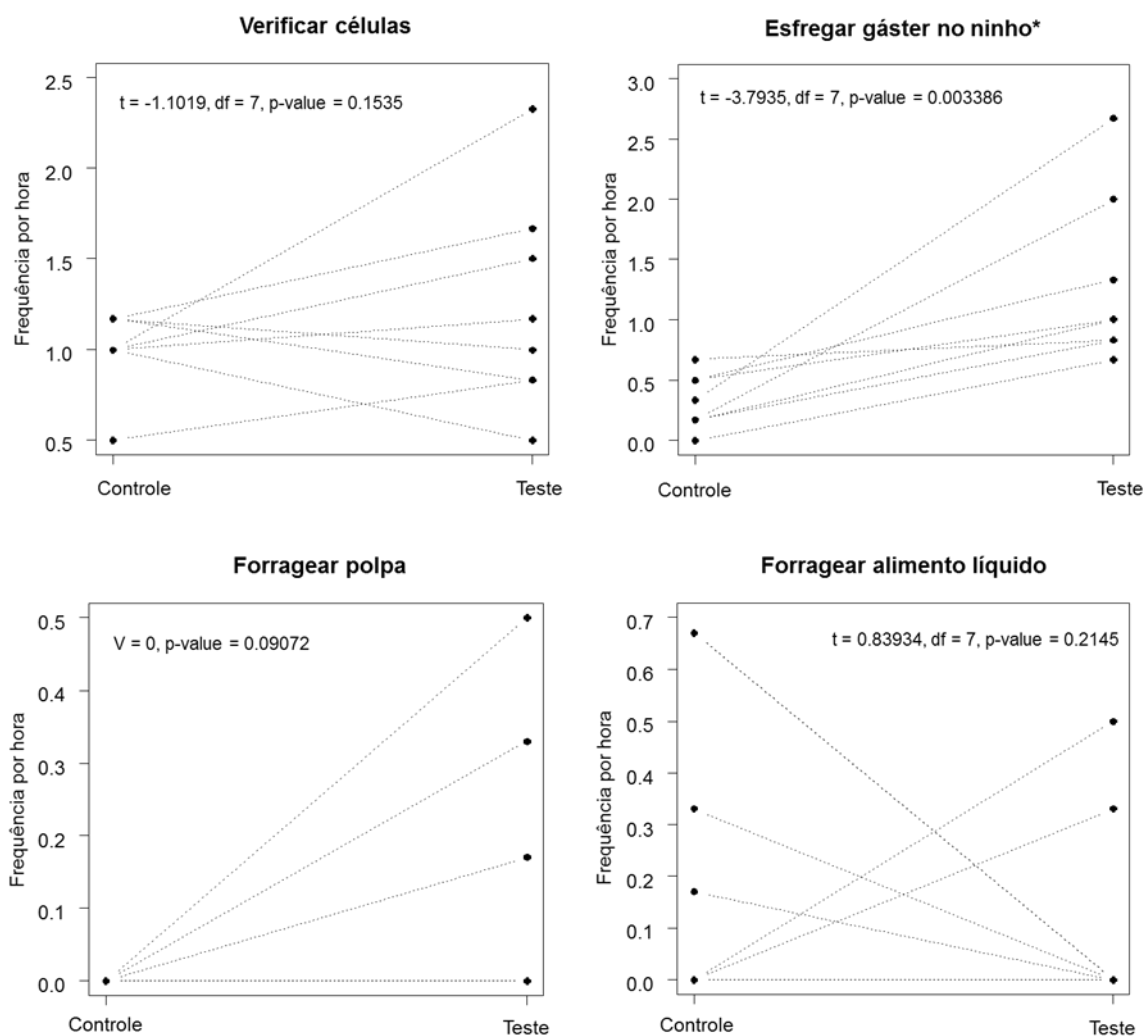 Verificar células
t = -1.1019, df = 7, p-value = 0.1535
Frequência por hora
2.5
2.0
1.5
1.0
0.5
Controle
Teste
Esfregar gáster no ninho*
t = -3.7935, df = 7, p-value = 0.003386
Frequência por hora
3.0
2.5
2.0
1.5
1.0
0.5
0.0
Controle
Teste
Forragear polpa
V = 0, p-value = 0.09072
Frequência por hora
0.5
0.4
0.3
0.2
0.1
0.0
Controle
Teste
Forragear alimento líquido
t = 0.83934, df = 7, p-value = 0.2145
Frequência por hora
0.7
0.6
0.5
0.4
0.3
0.2
0.1
0.0
Controle
Teste